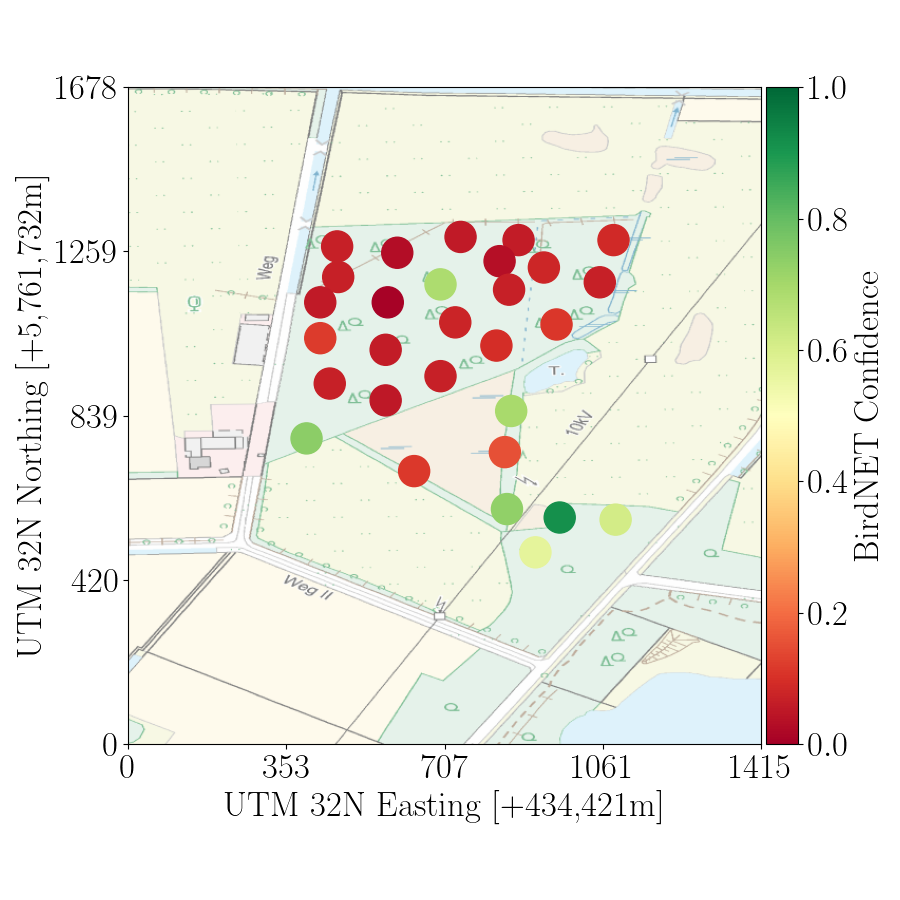 1678
1259
839
420
0
UTM 32N Northing [+5,761,732m]
0
353
707
1061
1415
UTM 32N Easting [+434,421m]
1.0
0.8
0.6
0.4
0.2
0.0
BirdNET Confidence
Weg
T.
10kV
Weg II